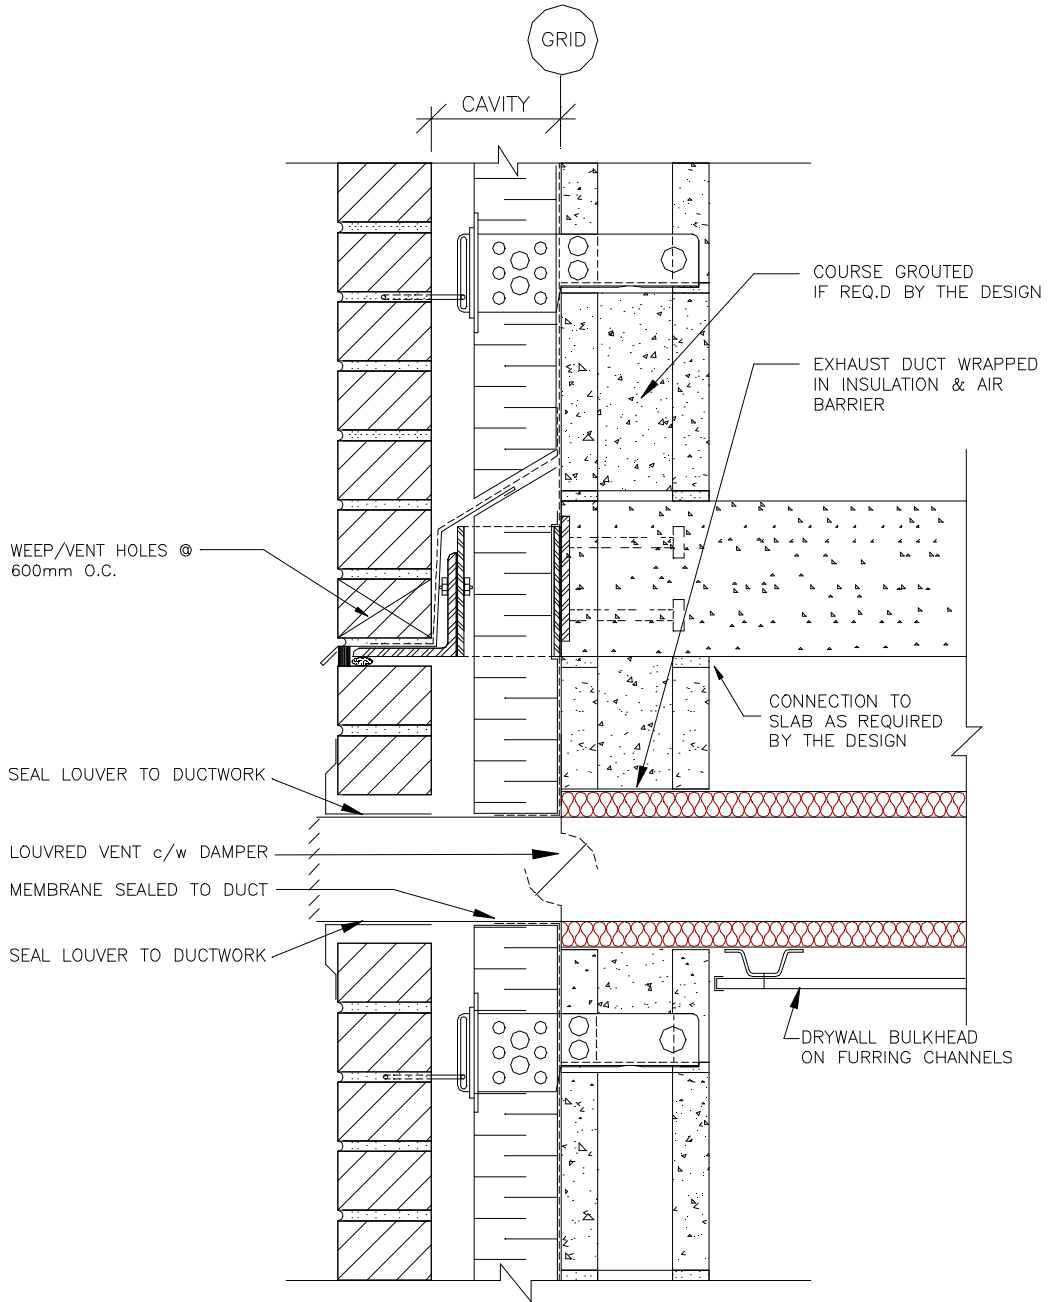 GRID
CAVITY
COURSE GROUTED
IF REQ.D BY THE DESIGN
EXHAUST DUCT WRAPPED
IN INSULATION & AIR
BARRIER
WEEP/VENT HOLES @
600mm O.C.
CONNECTION TO
SLAB AS REQUIRED
BY THE DESIGN
SEAL LOUVER TO DUCTWORK
LOUVRED VENT c/w DAMPER
MEMBRANE SEALED TO DUCT
SEAL LOUVER TO DUCTWORK
DRYWALL BULKHEAD
ON FURRING CHANNELS